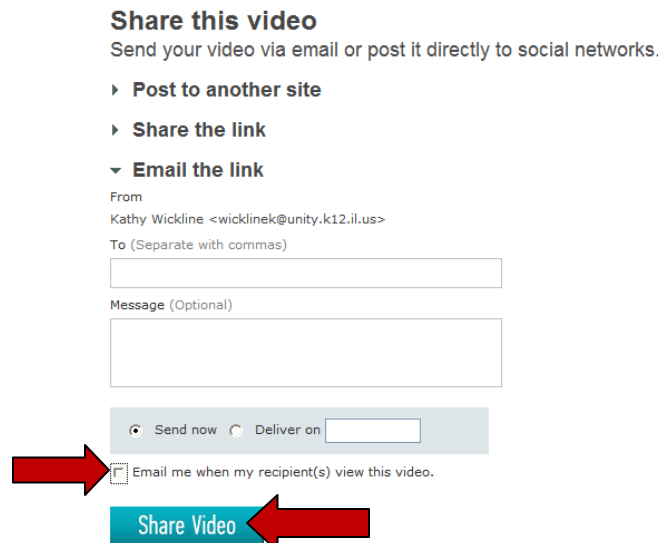 Share this video
Send your video via email or post it directly to social networks.
Post to another site
Share the link
Email the link
From
Kathy Wickline <wicklinek@unity.k12.il.us>
To (Separate with commas)
Message (Optional)
Send now Deliver on
Email me when my recipient(s) view this video.
Share Video